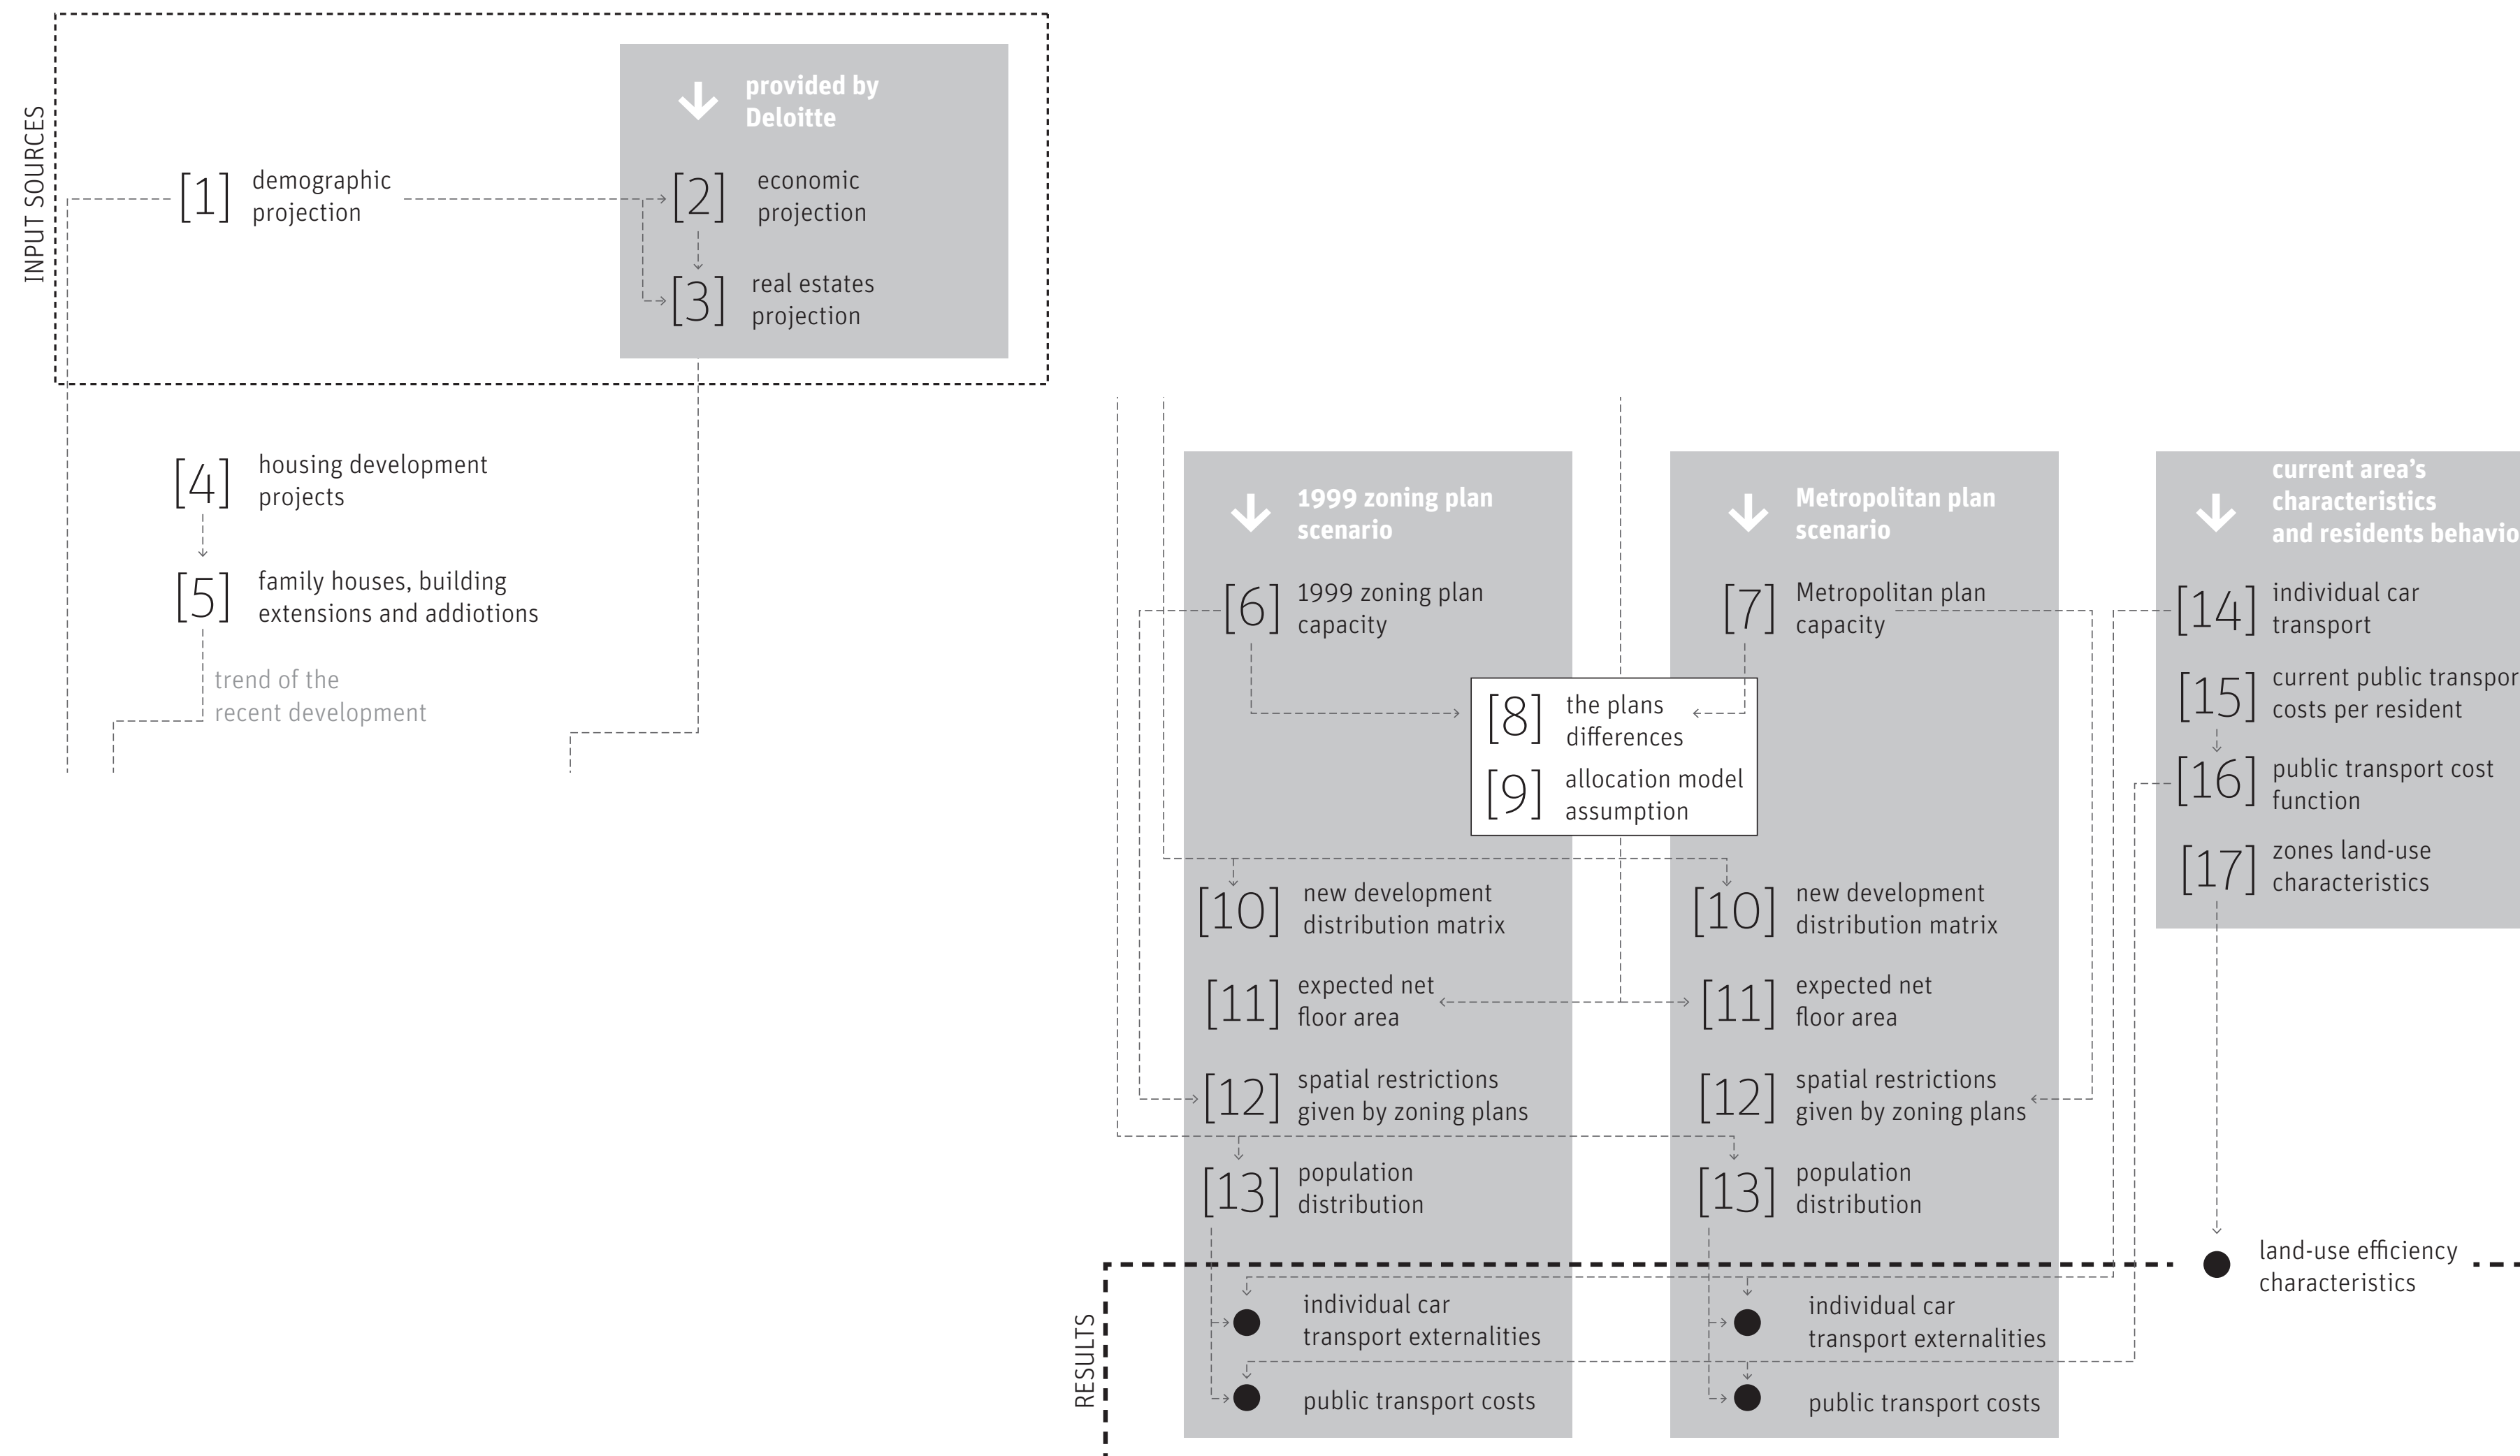 INPUT SOURCES
provided by
Deloitte
[1] demographic
projection
[2] economic
projection
[3] real estates
projection
[4] housing development
projects
[5] family houses, building
extensions and addiotions
trend of the
recent development
1999 zoning plan
scenario
[6] 1999 zoning plan
capacity
Metropolitan plan
scenario
[7] Metropolitan plan
capacity
[8] the plans
differences
[9] allocation model
assumption
[10] new development
distribution matrix
[11] expected net
floor area
[12] spatial restrictions
given by zoning plans
[13] population
distribution
individual car
transport externalities
public transport costs
[10] new development
distribution matrix
[11] expected net
floor area
[12] spatial restrictions
given by zoning plans
[13] population
distribution
individual car
transport externalities
public transport costs
current area's
characteristics
and residents behavio
[14] individual car
transport
[15] current public transpor
costs per resident
[16] public transport cost
function
[17] zones land-use
characteristics
land-use efficiency
characteristics
RESULTS